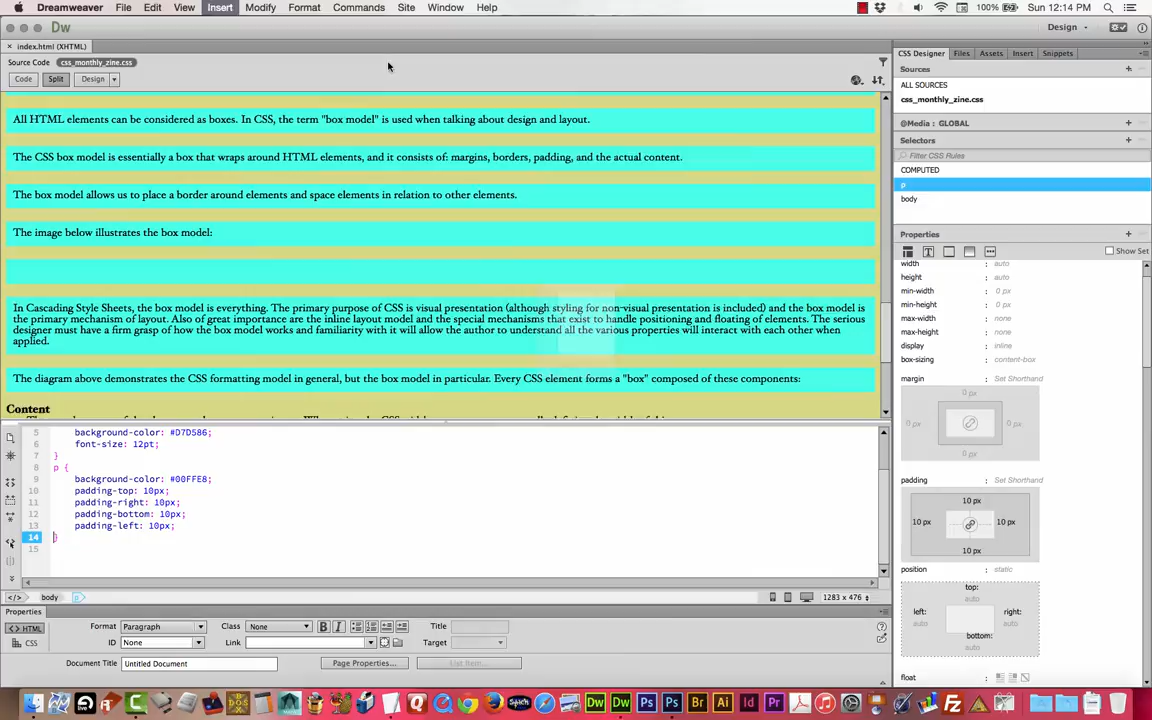 Dreamweaver File Edit View Insert Modify Format Commands Site Window Help 100% Sun 12:14 PM
Dw Design
× index.html (XHTML)
Source Code css_monthly_zine.css
Code Split Design
All HTML elements can be considered as boxes. In CSS, the term "box model" is used when talking about design and layout.
The CSS box model is essentially a box that wraps around HTML elements, and it consists of: margins, borders, padding, and the actual content.
The box model allows us to place a border around elements and space elements in relation to other elements.
The image below illustrates the box model:
In Cascading Style Sheets, the box model is everything. The primary purpose of CSS is visual presentation (although styling for non-visual presentation is included) and the box model is
the primary mechanism of layout. Also of great importance are the inline layout model and the special mechanisms that exist to handle positioning and floating of elements. The serious
designer must have a firm grasp of how the box model works and familiarity with it will allow the author to understand all the various properties will interact with each other when
applied.
The diagram above demonstrates the CSS formatting model in general, but the box model in particular. Every CSS element forms a "box" composed of these components:
Content
5 background-color: #D7D586;
6 font-size: 12pt;
7 }
8 p {
9 background-color: #00FFE8;
10 padding-top: 10px;
11 padding-right: 10px;
12 padding-bottom: 10px;
13 padding-left: 10px;
14 }
15
</> body p 1283 x 476
Properties
<> HTML Format Paragraph Class None B I Title
CSS ID None Link Target
Document Title Untitled Document Page Properties... List Item...
CSS Designer Files Assets Insert Snippets
Sources
ALL SOURCES
css_monthly_zine.css
@Media : GLOBAL
Selectors
Filter CSS Rules
COMPUTED
p
body
Properties
Show Set
width : auto
height : auto
min-width : 0 px
min-height : 0 px
max-width : none
max-height : none
display : inline
box-sizing : content-box
margin : Set Shorthand
0 px
0 px 0 px
0 px
padding : Set Shorthand
10 px
10 px 10 px
10 px
position : static
top:
auto
left: right:
auto auto
bottom:
auto
float :
Dw Dw Ps Ps Br Ai Id Pr Fz